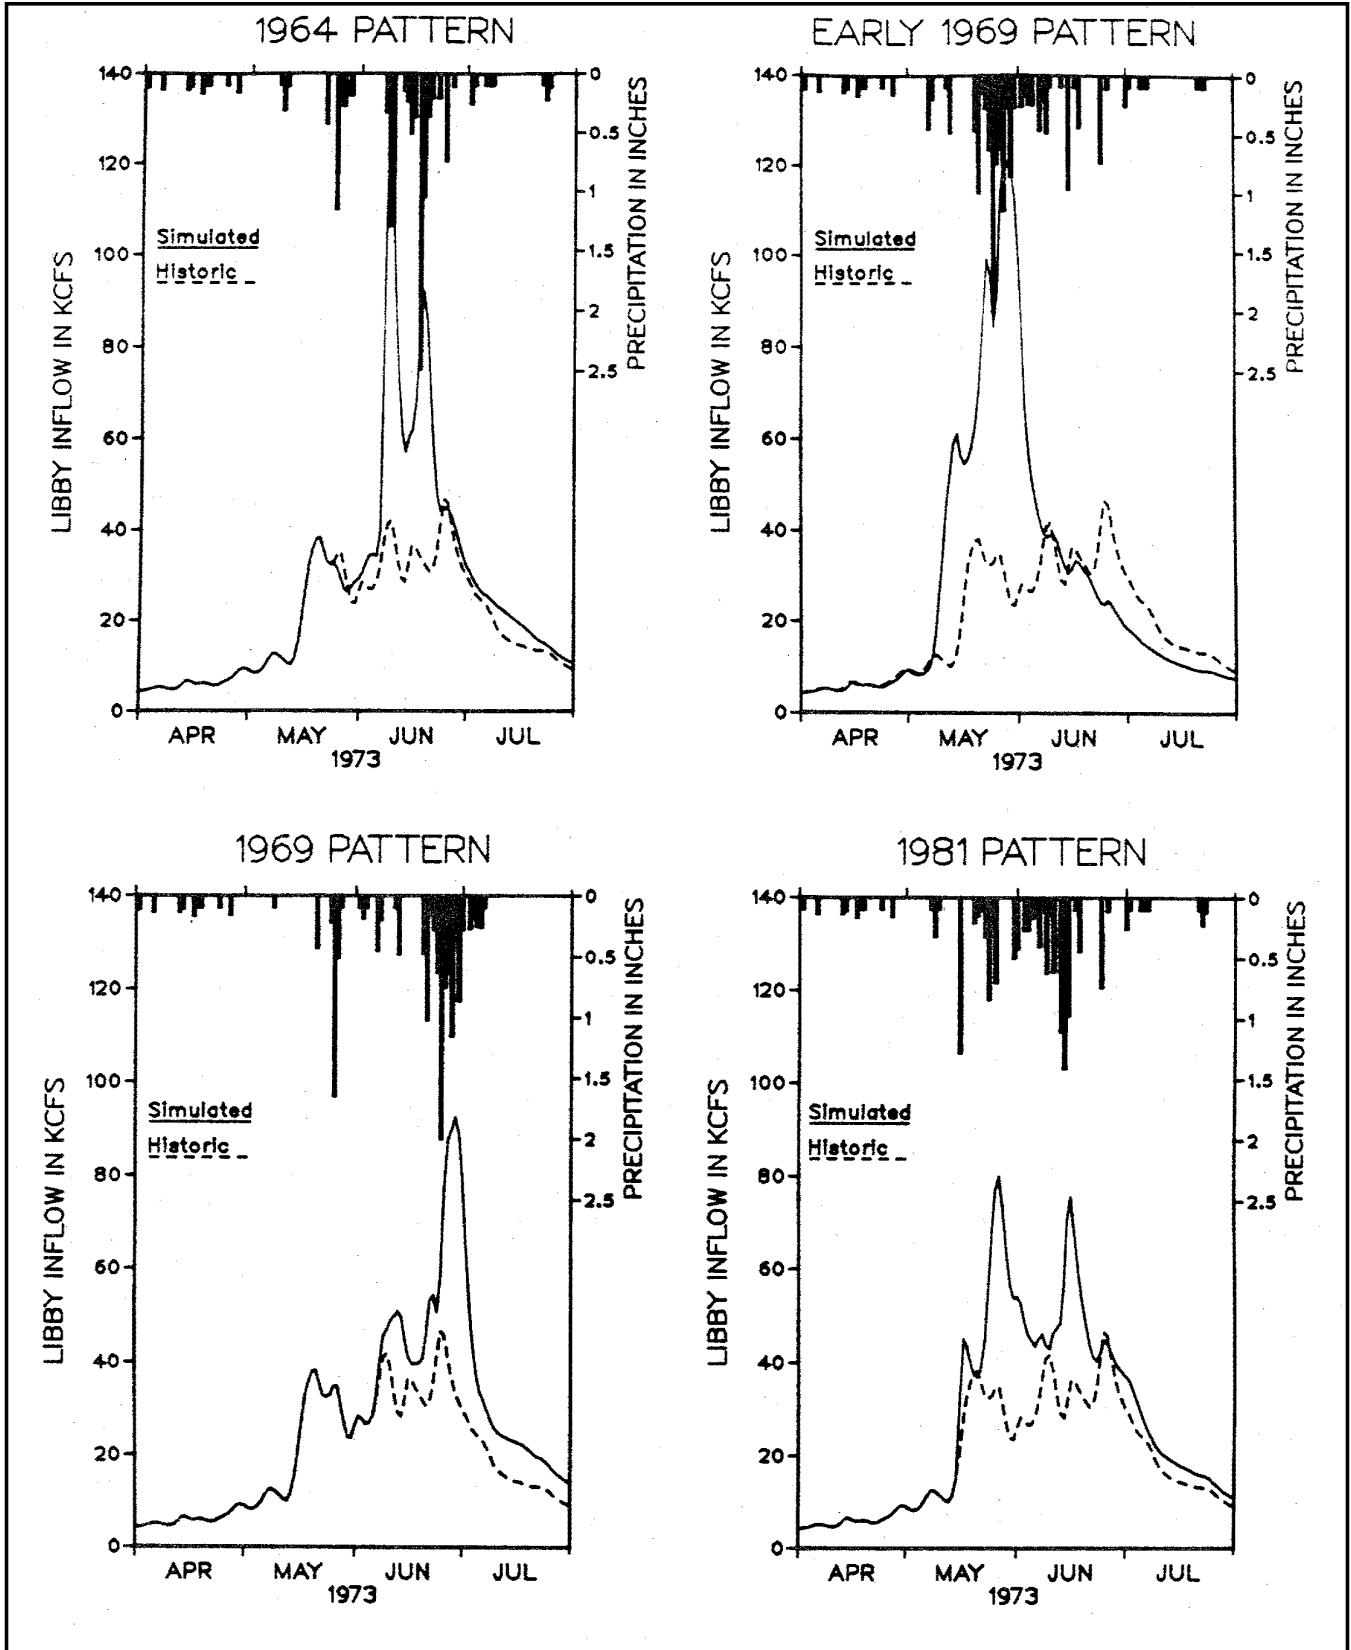 1964 PATTERN
140
120
100
80
60
40
20
0
LIBBY INFLOW IN KCFS
Simulated
Historic
0
0.5
1
1.5
2
2.5
PRECIPITATION IN INCHES
APR MAY JUN JUL
1973
EARLY 1969 PATTERN
140
120
100
80
60
40
20
0
LIBBY INFLOW IN KCFS
Simulated
Historic
0
0.5
1
1.5
2
2.5
PRECIPITATION IN INCHES
APR MAY JUN JUL
1973
1969 PATTERN
140
120
100
80
60
40
20
0
LIBBY INFLOW IN KCFS
Simulated
Historic
0
0.5
1
1.5
2
2.5
PRECIPITATION IN INCHES
APR MAY JUN JUL
1973
1981 PATTERN
140
120
100
80
60
40
20
0
LIBBY INFLOW IN KCFS
Simulated
Historic
0
0.5
1
1.5
2
2.5
PRECIPITATION IN INCHES
APR MAY JUN JUL
1973